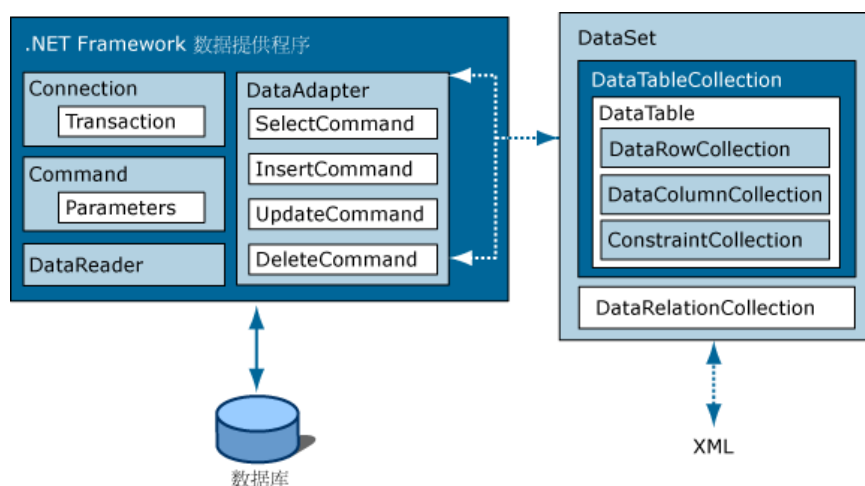 .NET Framework 数据提供程序
Connection
Transaction
Command
Parameters
DataReader
DataAdapter
SelectCommand
InsertCommand
UpdateCommand
DeleteCommand
数据库
DataSet
DataTableCollection
DataTable
DataRowCollection
DataColumnCollection
ConstraintCollection
DataRelationCollection
XML